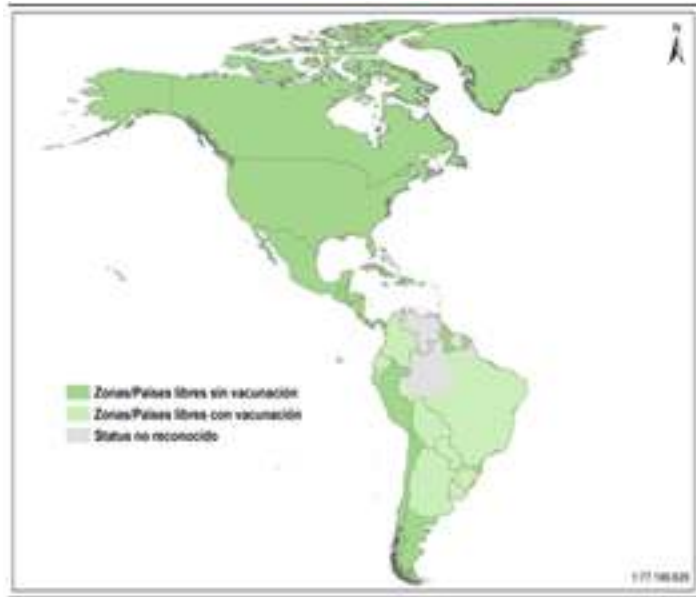 N
Zonas/Países libres sin vacunación
Zonas/Países libres con vacunación
Status no reconocido